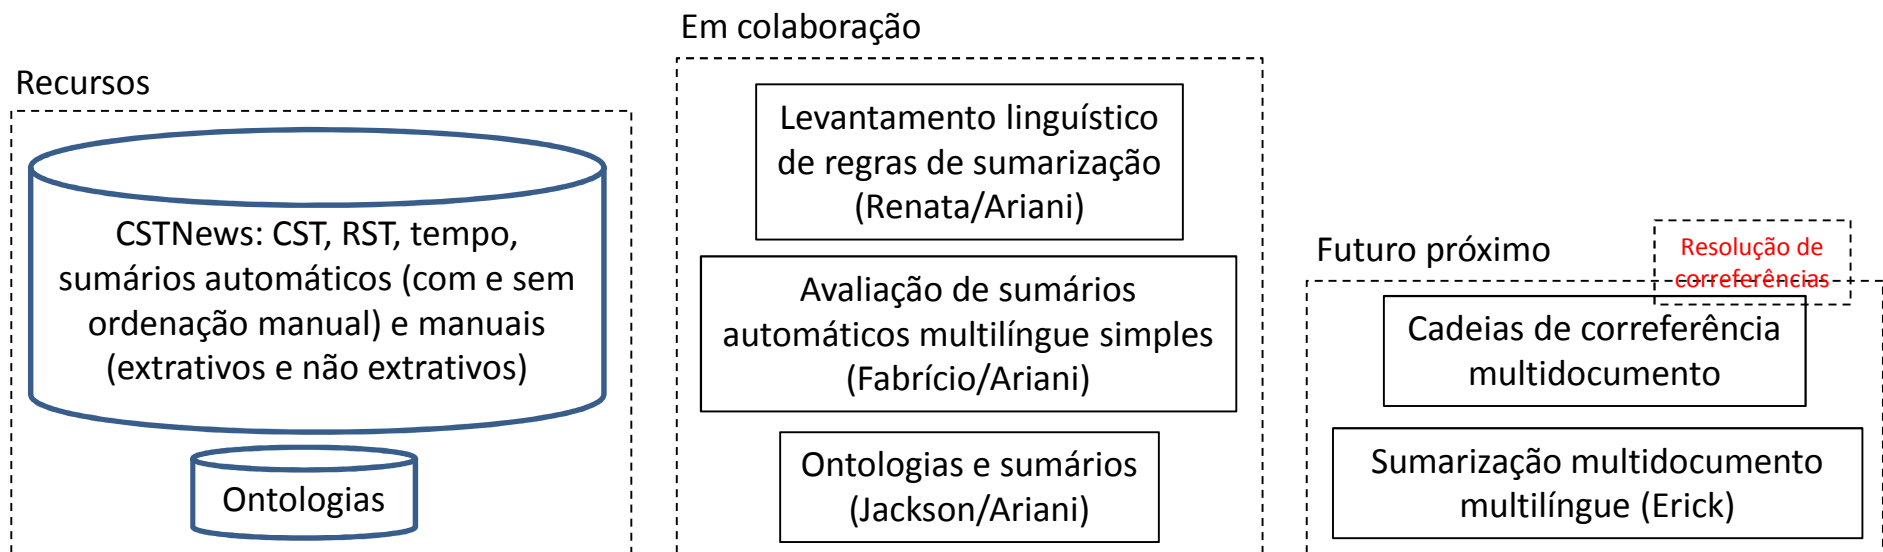 Recursos
CSTNews: CST, RST, tempo,
sumários automáticos (com e sem
ordenação manual) e manuais
(extrativos e não extrativos)
Ontologias
Em colaboração
Levantamento linguístico
de regras de sumarização
(Renata/Ariani)
Avaliação de sumários
automáticos multilíngue simples
(Fabrício/Ariani)
Ontologias e sumários
(Jackson/Ariani)
Futuro próximo
Resolução de
correferências
Cadeias de correferência
multidocumento
Sumarização multidocumento
multilíngue (Erick)